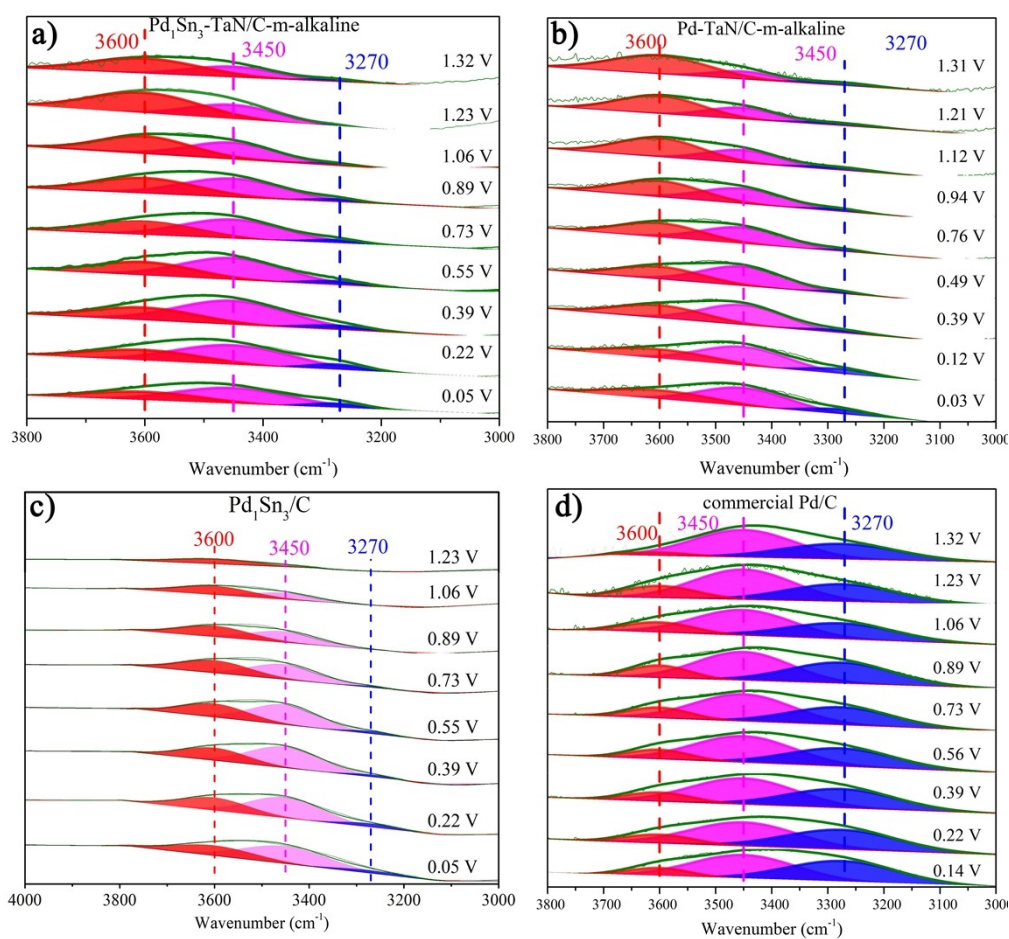 a)
Pd₁Sn₃-TaN/C-m-alkaline
3600
3450
3270
1.32 V
1.23 V
1.06 V
0.89 V
0.73 V
0.55 V
0.39 V
0.22 V
0.05 V
3800 3600 3400 3200 3000
Wavenumber (cm⁻¹)
b)
Pd-TaN/C-m-alkaline
3600
3450
3270
1.31 V
1.21 V
1.12 V
0.94 V
0.76 V
0.49 V
0.39 V
0.12 V
0.03 V
3800 3700 3600 3500 3400 3300 3200 3100 3000
Wavenumber (cm⁻¹)
c)
Pd₁Sn₃/C
3600
3450
3270
1.23 V
1.06 V
0.89 V
0.73 V
0.55 V
0.39 V
0.22 V
0.05 V
4000 3800 3600 3400 3200 3000
Wavenumber (cm⁻¹)
d)
commercial Pd/C
3600
3450
3270
1.32 V
1.23 V
1.06 V
0.89 V
0.73 V
0.56 V
0.39 V
0.22 V
0.14 V
3800 3700 3600 3500 3400 3300 3200 3100 3000
Wavenumber (cm⁻¹)